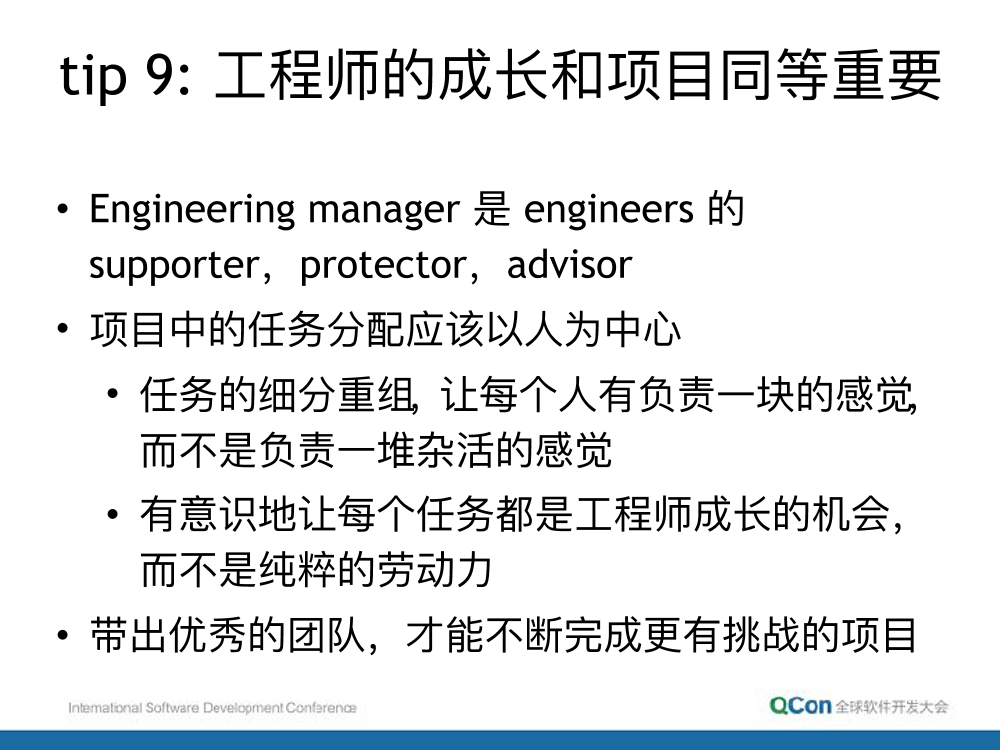 tip 9: 工程师的成长和项目同等重要
• Engineering manager 是 engineers 的
supporter，protector，advisor
• 项目中的任务分配应该以人为中心
• 任务的细分重组，让每个人有负责一块的感觉，
而不是负责一堆杂活的感觉
• 有意识地让每个任务都是工程师成长的机会，
而不是纯粹的劳动力
• 带出优秀的团队，才能不断完成更有挑战的项目
International Software Development Conference
QCon 全球软件开发大会